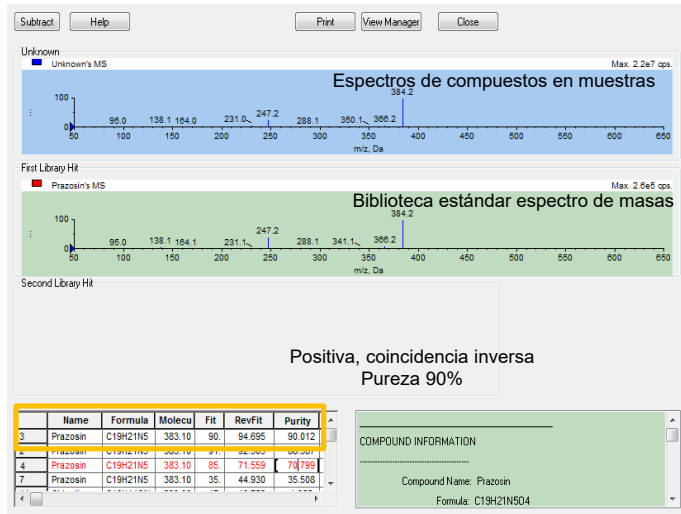 Subtract Help Print View Manager Close
Unknown
Unknown's MS Max. 2.2e7 cps.
Espectros de compuestos en muestras
384.2
100
95.0 138.1 164.0 231.0 247.2 288.1 350.1 366.2
0
50 100 150 200 250 300 350 400 450 500 550 600 650
m/z, Da
First Library Hit
Prazosin's MS Max. 2.6e5 cps.
Biblioteca estándar espectro de masas
384.2
100
95.0 138.1 164.1 231.1 247.2 288.1 341.1 366.2
0
50 100 150 200 250 300 350 400 450 500 550 600 650
m/z, Da
Second Library Hit
Positiva, coincidencia inversa
Pureza 90%
Name Formula Molecu Fit RevFit Purity
3 Prazosin C19H21N5 383.10 90. 94.695 90.012
Prazosin C19H21N5 383.10
4 Prazosin C19H21N5 383.10 85. 71.559 70.799
7 Prazosin C19H21N5 383.10 35. 44.930 35.508
COMPOUND INFORMATION
Compound Name: Prazosin
Formula: C19H21N5O4